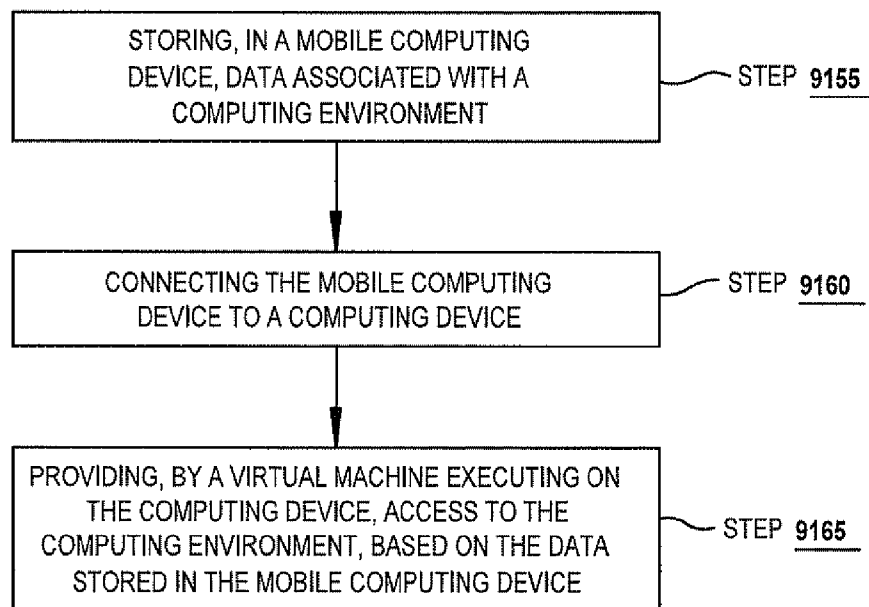 STORING, IN A MOBILE COMPUTING
DEVICE, DATA ASSOCIATED WITH A
COMPUTING ENVIRONMENT
STEP 9155
CONNECTING THE MOBILE COMPUTING
DEVICE TO A COMPUTING DEVICE
STEP 9160
PROVIDING, BY A VIRTUAL MACHINE EXECUTING ON
THE COMPUTING DEVICE, ACCESS TO THE
COMPUTING ENVIRONMENT, BASED ON THE DATA
STORED IN THE MOBILE COMPUTING DEVICE
STEP 9165